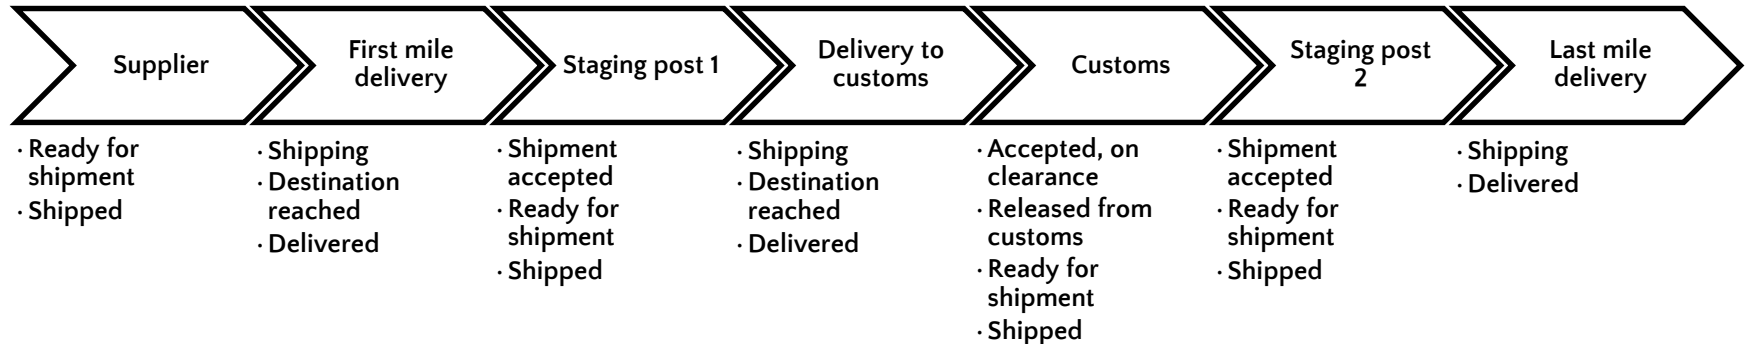 Supplier
First mile
delivery
Staging post 1
Delivery to
customs
Customs
Staging post
2
Last mile
delivery
· Ready for
shipment
· Shipped
· Shipping
· Destination
reached
· Delivered
· Shipment
accepted
· Ready for
shipment
· Shipped
· Shipping
· Destination
reached
· Delivered
· Accepted, on
clearance
· Released from
customs
· Ready for
shipment
· Shipped
· Shipment
accepted
· Ready for
shipment
· Shipped
· Shipping
· Delivered